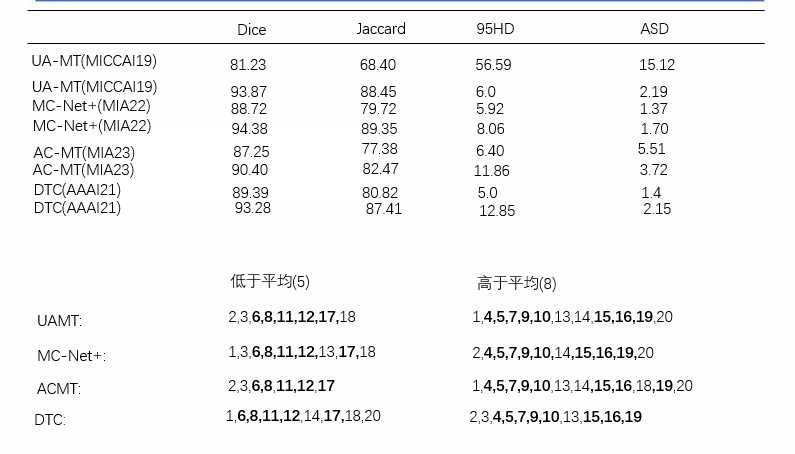 Dice Jaccard 95HD ASD
UA-MT(MICCAI19) 81.23 68.40 56.59 15.12
UA-MT(MICCAI19) 93.87 88.45 6.0 2.19
MC-Net+(MIA22) 88.72 79.72 5.92 1.37
MC-Net+(MIA22) 94.38 89.35 8.06 1.70
AC-MT(MIA23) 87.25 77.38 6.40 5.51
AC-MT(MIA23) 90.40 82.47 11.86 3.72
DTC(AAAI21) 89.39 80.82 5.0 1.4
DTC(AAAI21) 93.28 87.41 12.85 2.15
低于平均(5) 高于平均(8)
UAMT: 2,3,6,8,11,12,17,18 1,4,5,7,9,10,13,14,15,16,19,20
MC-Net+: 1,3,6,8,11,12,13,17,18 2,4,5,7,9,10,14,15,16,19,20
ACMT: 2,3,6,8,11,12,17 1,4,5,7,9,10,13,14,15,16,18,19,20
DTC: 1,6,8,11,12,14,17,18,20 2,3,4,5,7,9,10,13,15,16,19